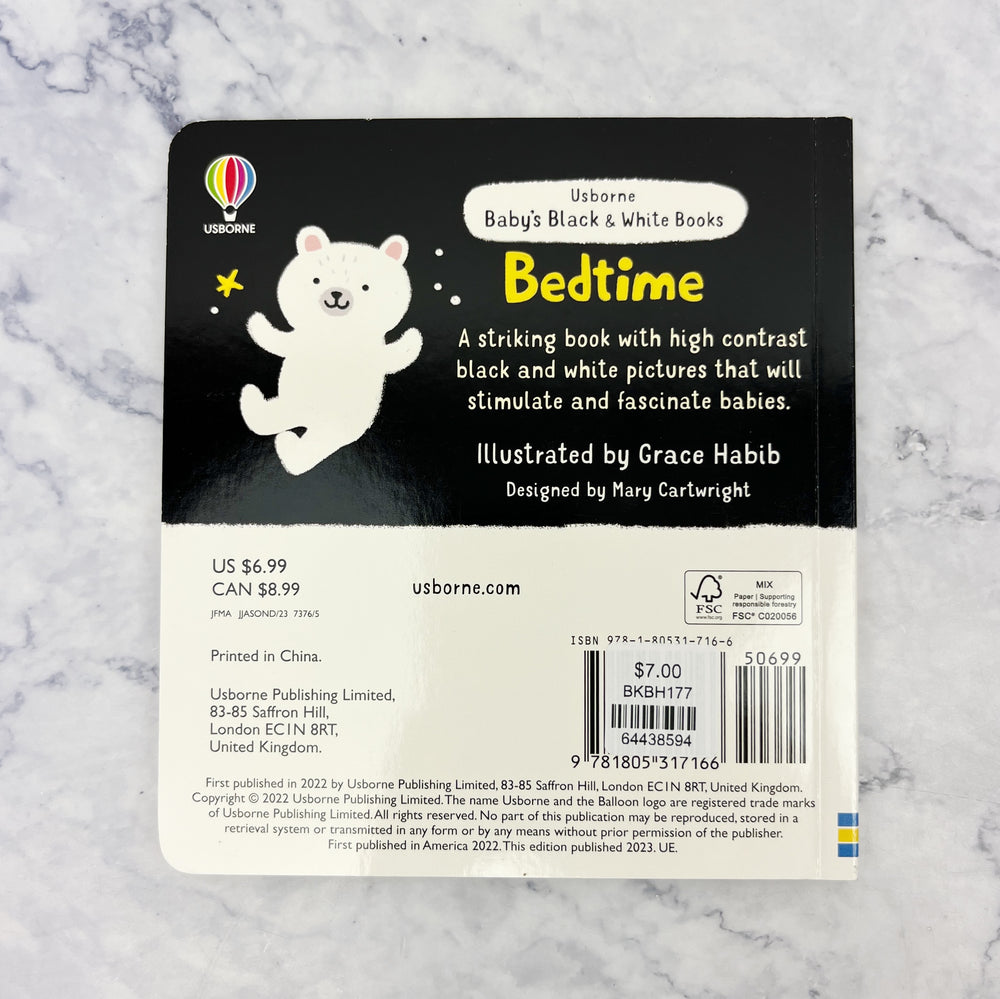 USBORNE
Usborne
Baby's Black & White Books
Bedtime
A striking book with high contrast
black and white pictures that will
stimulate and fascinate babies.
Illustrated by Grace Habib
Designed by Mary Cartwright
US $6.99
CAN $8.99
JFMA JJASOND/23 7376/5
usborne.com
FSC
www.fsc.org
MIX
Paper | Supporting
responsible forestry
FSC® C020056
Printed in China.
Usborne Publishing Limited,
83-85 Saffron Hill,
London EC1N 8RT,
United Kingdom.
ISBN 978-1-80531-716-6
50699
$7.00
BKBH177
64438594
9 781805 317166
First published in 2022 by Usborne Publishing Limited, 83-85 Saffron Hill, London EC1N 8RT, United Kingdom.
Copyright © 2022 Usborne Publishing Limited. The name Usborne and the Balloon logo are registered trade marks
of Usborne Publishing Limited. All rights reserved. No part of this publication may be reproduced, stored in a
retrieval system or transmitted in any form or by any means without prior permission of the publisher.
First published in America 2022. This edition published 2023. UE.